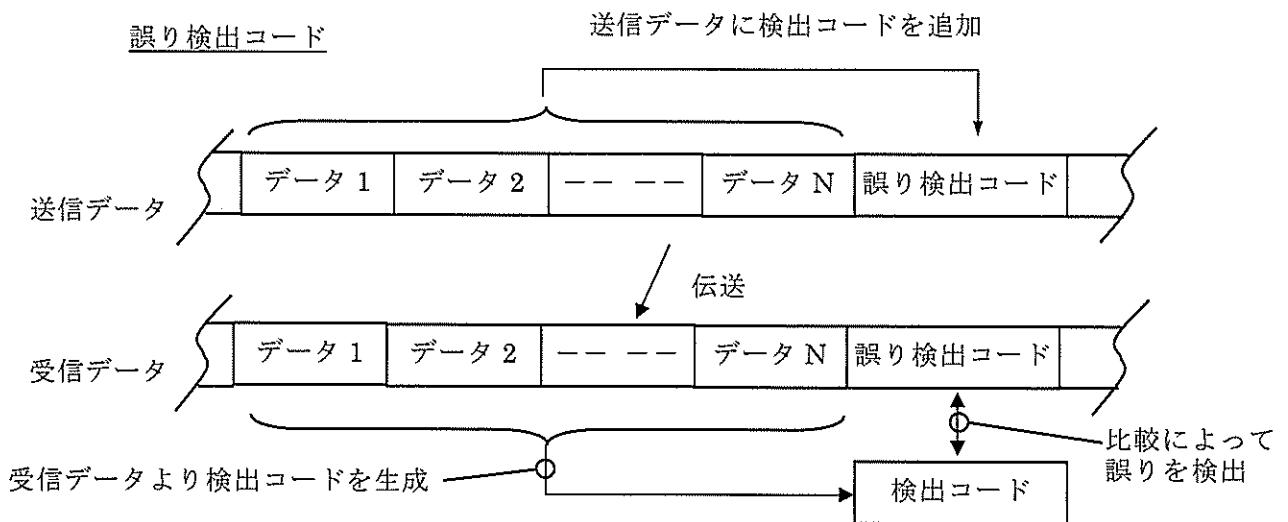 誤り検出コード
送信データに検出コードを追加
送信データ
データ 1
データ 2
-- --
データ N
誤り検出コード
伝送
受信データ
データ 1
データ 2
-- --
データ N
誤り検出コード
受信データより検出コードを生成
検出コード
比較によって
誤りを検出